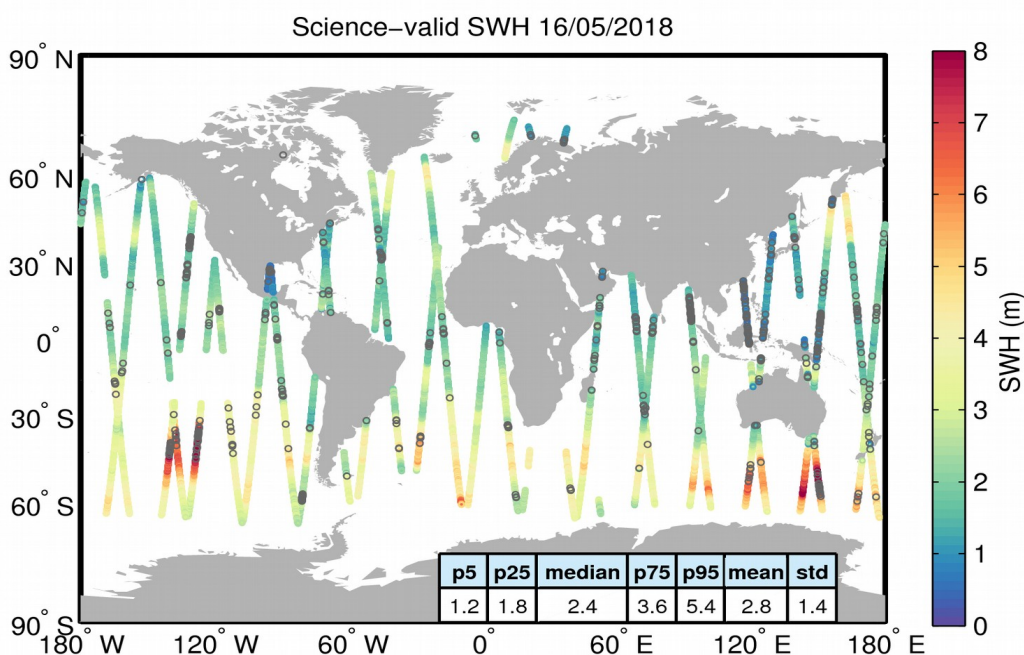 Science−valid SWH 16/05/2018
90° N
60° N
30° N
0°
30° S
60° S
90° S
180° W
120° W
60° W
0°
60° E
120° E
180° E
p5 p25 median p75 p95 mean std
1.2 1.8 2.4 3.6 5.4 2.8 1.4
8
7
6
5
4
3
2
1
0
SWH (m)